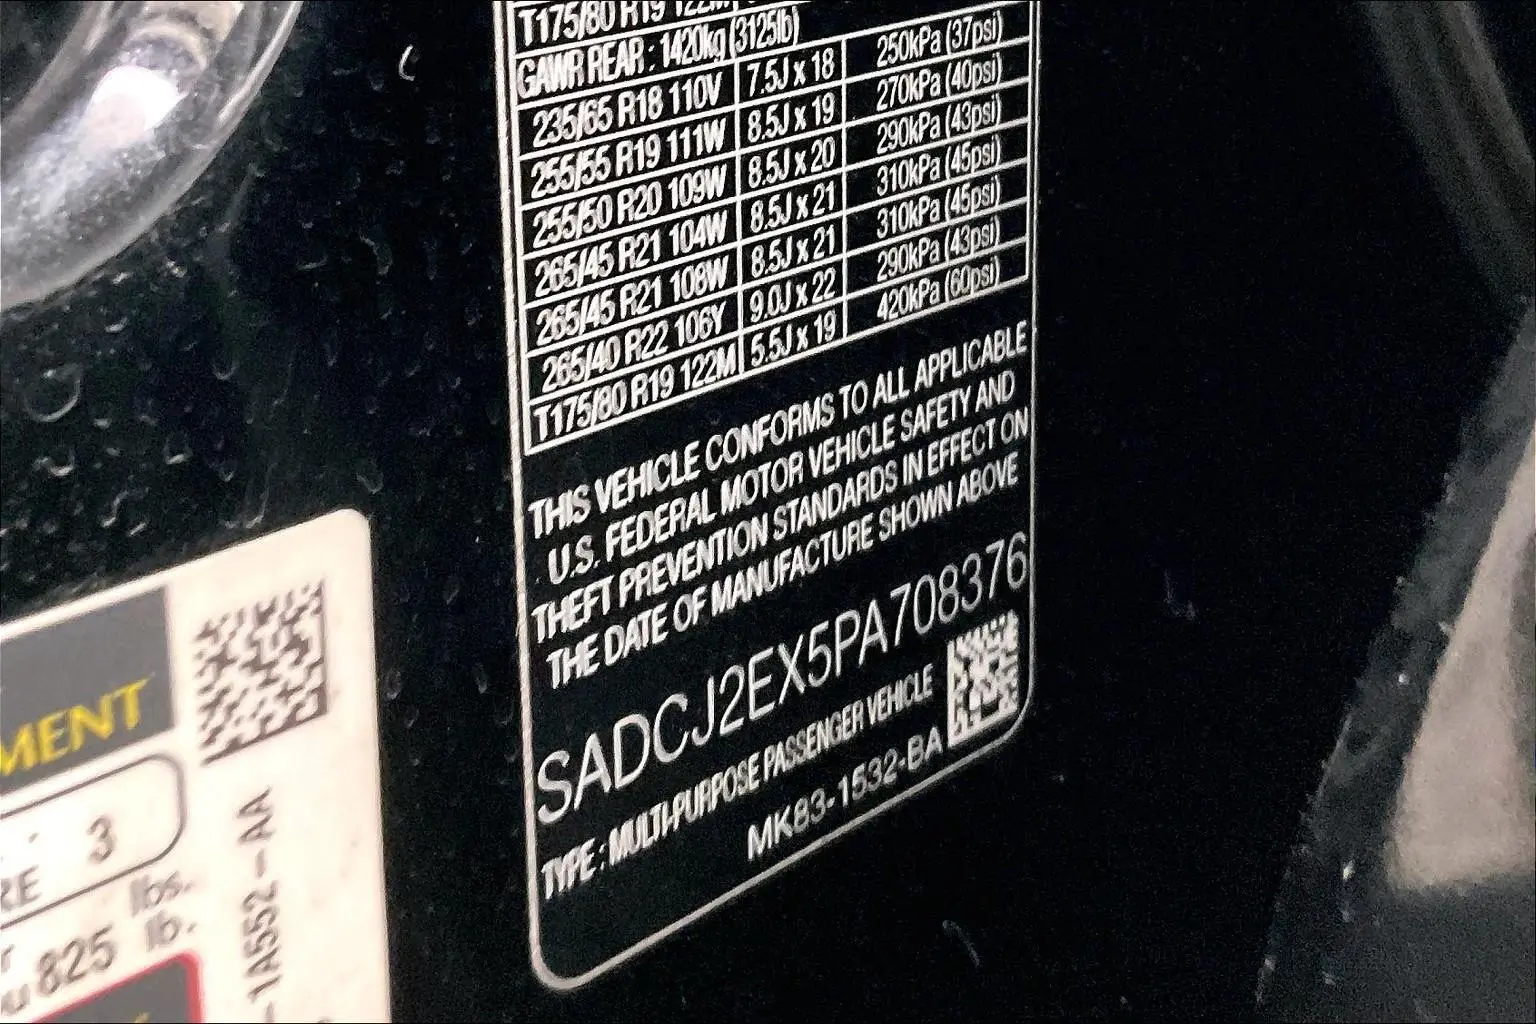 T175/80 R19 122M
GAWR REAR : 1420kg (3125lb)
235/65 R18 110V 7.5J x 18 250kPa (37psi)
255/55 R19 111W 8.5J x 19 270kPa (40psi)
255/50 R20 109W 8.5J x 20 290kPa (43psi)
265/45 R21 104W 8.5J x 21 310kPa (45psi)
265/45 R21 108W 8.5J x 21 310kPa (45psi)
265/40 R22 106Y 9.0J x 22 290kPa (43psi)
T175/80 R19 122M 5.5J x 19 420kPa (60psi)
THIS VEHICLE CONFORMS TO ALL APPLICABLE
U.S. FEDERAL MOTOR VEHICLE SAFETY AND
THEFT PREVENTION STANDARDS IN EFFECT ON
THE DATE OF MANUFACTURE SHOWN ABOVE
SADCJ2EX5PA708376
TYPE : MULTI-PURPOSE PASSENGER VEHICLE
MK83-1532-BA
MENT
3
RE
lbs.
825 lb.
-1A552-AA